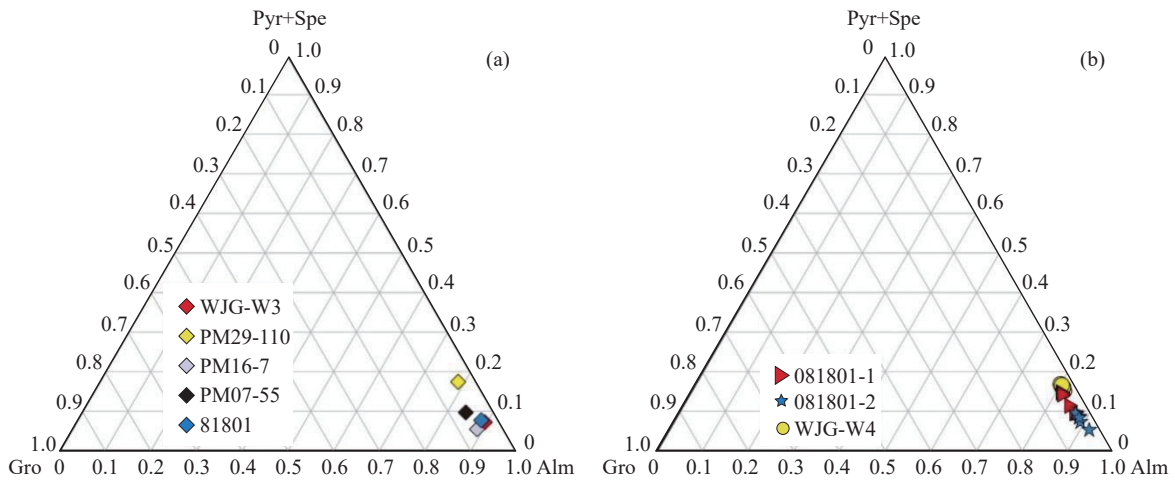 Pyr+Spe
0 1.0
(a)
0.1 0.9
0.2 0.8
0.3 0.7
0.4 0.6
0.5 0.5
0.6 0.4
0.7 0.3
0.8 0.2
0.9 0.1
1.0 0
Gro 0 0.1 0.2 0.3 0.4 0.5 0.6 0.7 0.8 0.9 1.0 Alm
WJG-W3
PM29-110
PM16-7
PM07-55
81801
Pyr+Spe
0 1.0
(b)
0.1 0.9
0.2 0.8
0.3 0.7
0.4 0.6
0.5 0.5
0.6 0.4
0.7 0.3
0.8 0.2
0.9 0.1
1.0 0
Gro 0 0.1 0.2 0.3 0.4 0.5 0.6 0.7 0.8 0.9 1.0 Alm
081801-1
081801-2
WJG-W4